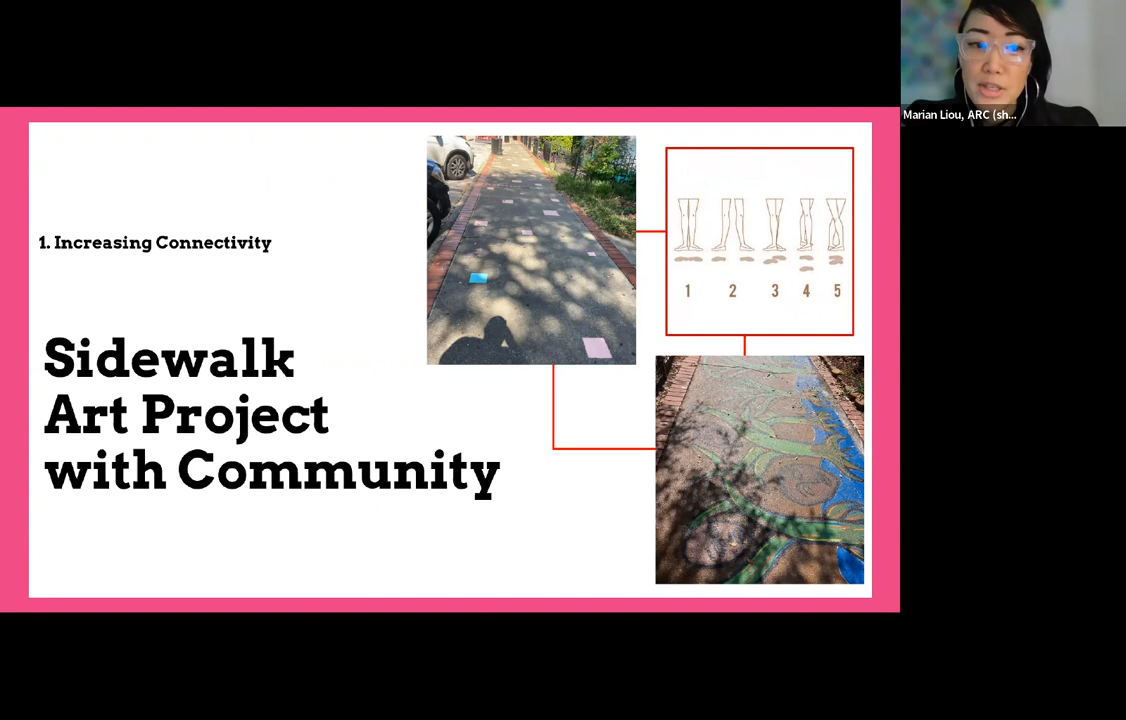 Marian Liou, ARC (sh...
1. Increasing Connectivity
Sidewalk
Art Project
with Community
1 2 3 4 5